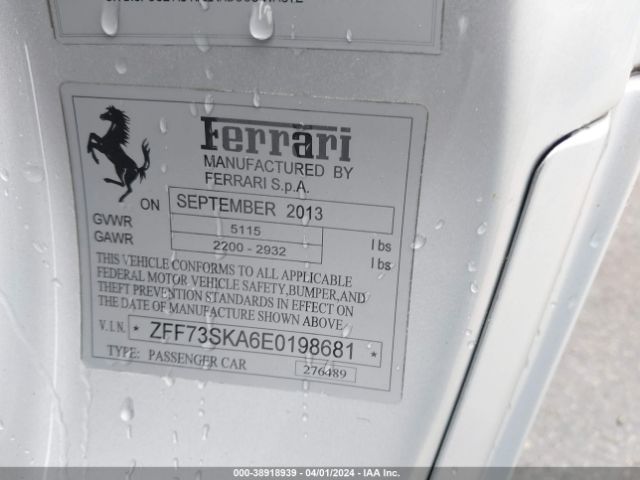 Ferrari
MANUFACTURED BY
FERRARI S.p.A.
ON SEPTEMBER 2013
GVWR 5115 lbs
GAWR 2200 - 2932 lbs
THIS VEHICLE CONFORMS TO ALL APPLICABLE
FEDERAL MOTOR VEHICLE SAFETY,BUMPER,AND
THEFT PREVENTION STANDARDS IN EFFECT ON
THE DATE OF MANUFACTURE SHOWN ABOVE
V.I.N. * ZFF73SKA6E0198681 *
TYPE: PASSENGER CAR 276489
000-38918939 - 04/01/2024 - IAA Inc.